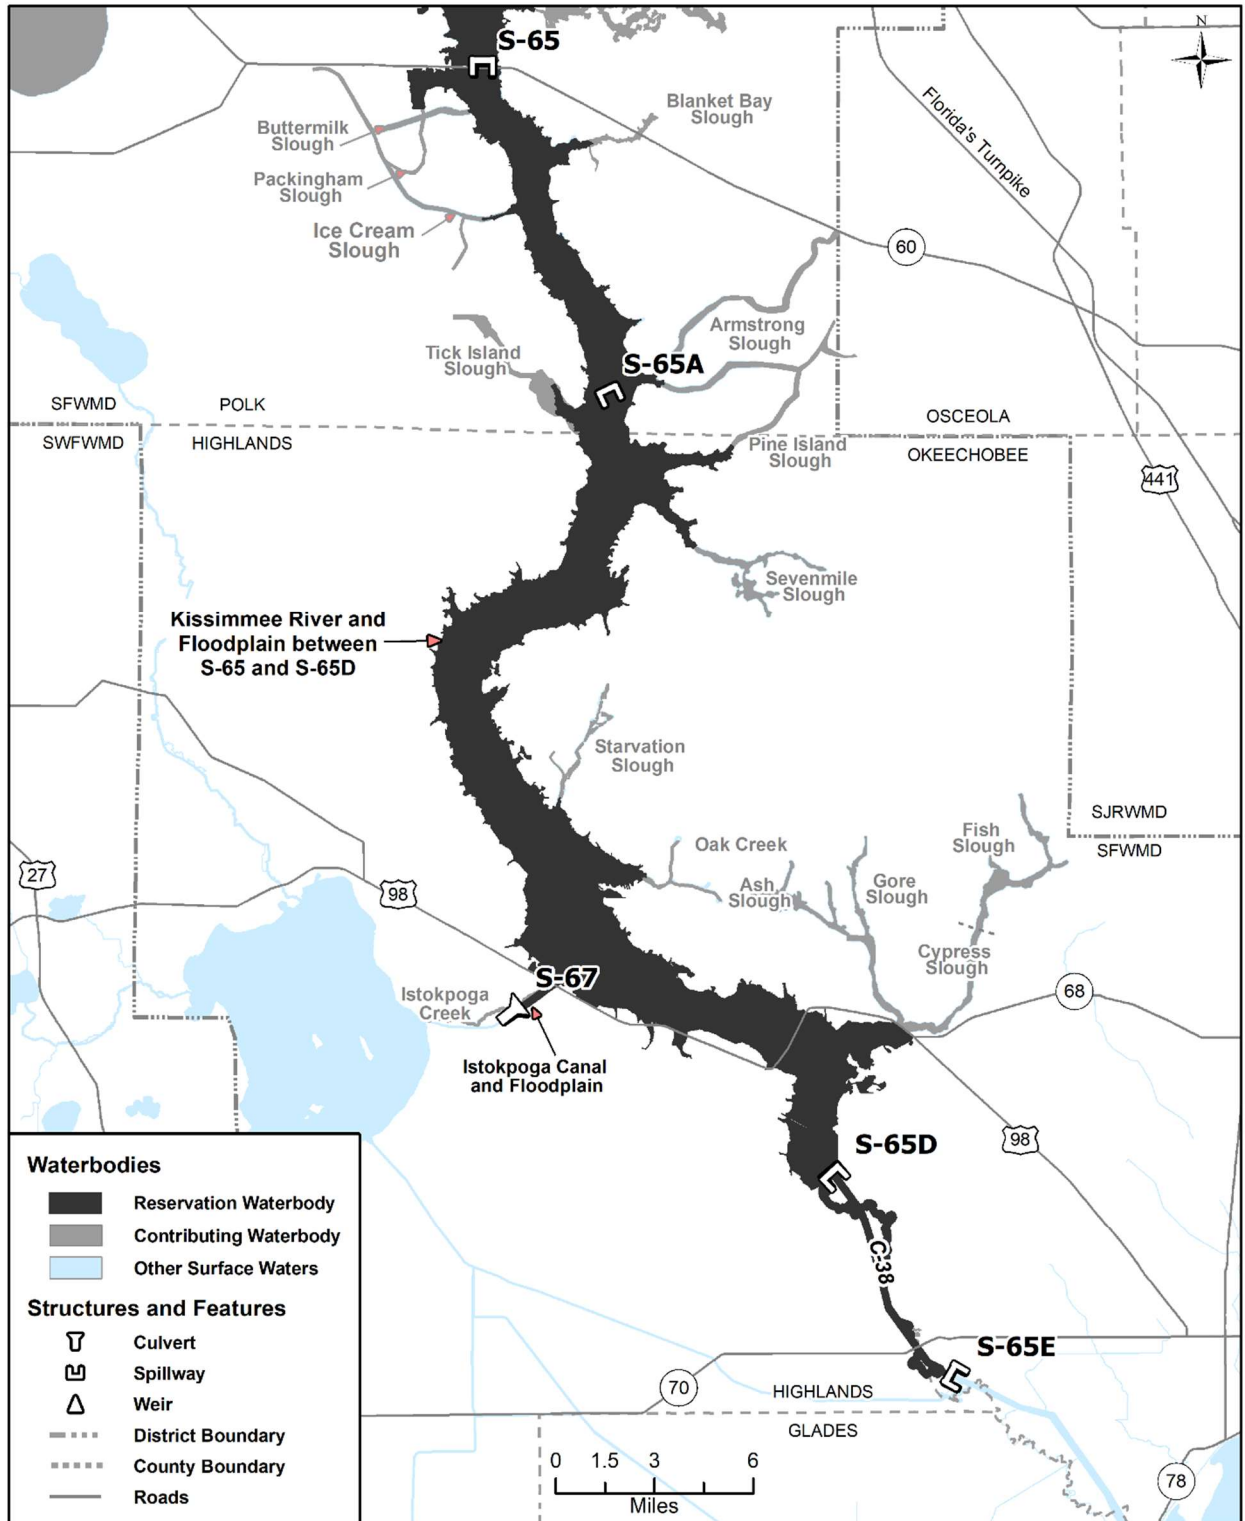 N
S-65
Florida's Turnpike
Blanket Bay
Slough
Buttermilk
Slough
Packingham
Slough
Ice Cream
Slough
60
Armstrong
Slough
Tick Island
Slough
S-65A
SFWMD
POLK
OSCEOLA
SWFWMD
HIGHLANDS
OKEECHOBEE
Pine Island
Slough
441
Sevenmile
Slough
Kissimmee River and
Floodplain between
S-65 and S-65D
Starvation
Slough
SJRWMD
SFWMD
Fish
Slough
Oak Creek
27
98
Ash
Slough
Gore
Slough
Cypress
Slough
S-67
68
Istokpoga
Creek
Istokpoga Canal
and Floodplain
98
S-65D
C-38
S-65E
70
HIGHLANDS
GLADES
78
Waterbodies
Reservation Waterbody
Contributing Waterbody
Other Surface Waters
Structures and Features
Culvert
Spillway
Weir
District Boundary
County Boundary
Roads
0 1.5 3 6
Miles